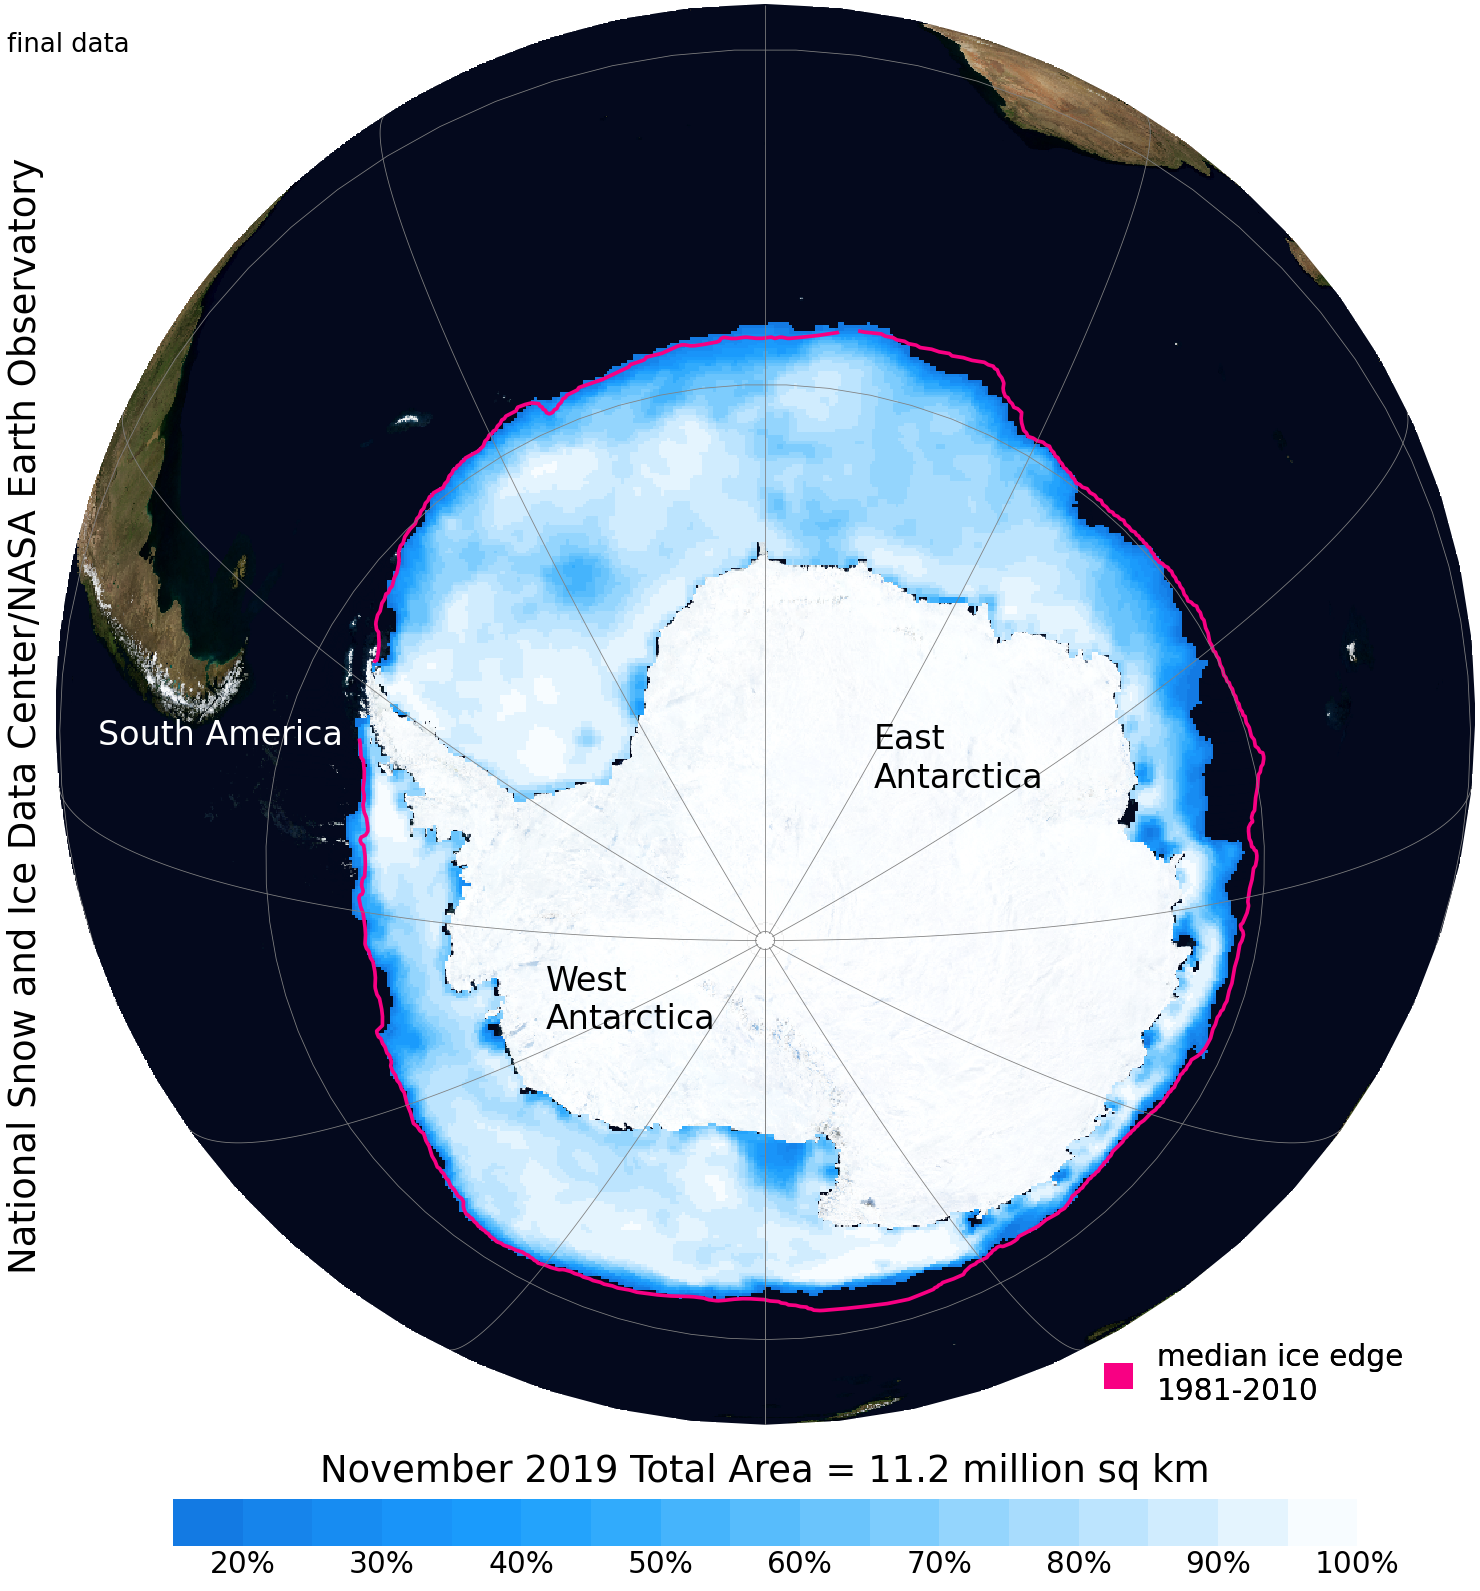 final data
National Snow and Ice Data Center/NASA Earth Observatory
South America
East
Antarctica
West
Antarctica
median ice edge
1981-2010
November 2019 Total Area = 11.2 million sq km
20% 30% 40% 50% 60% 70% 80% 90% 100%